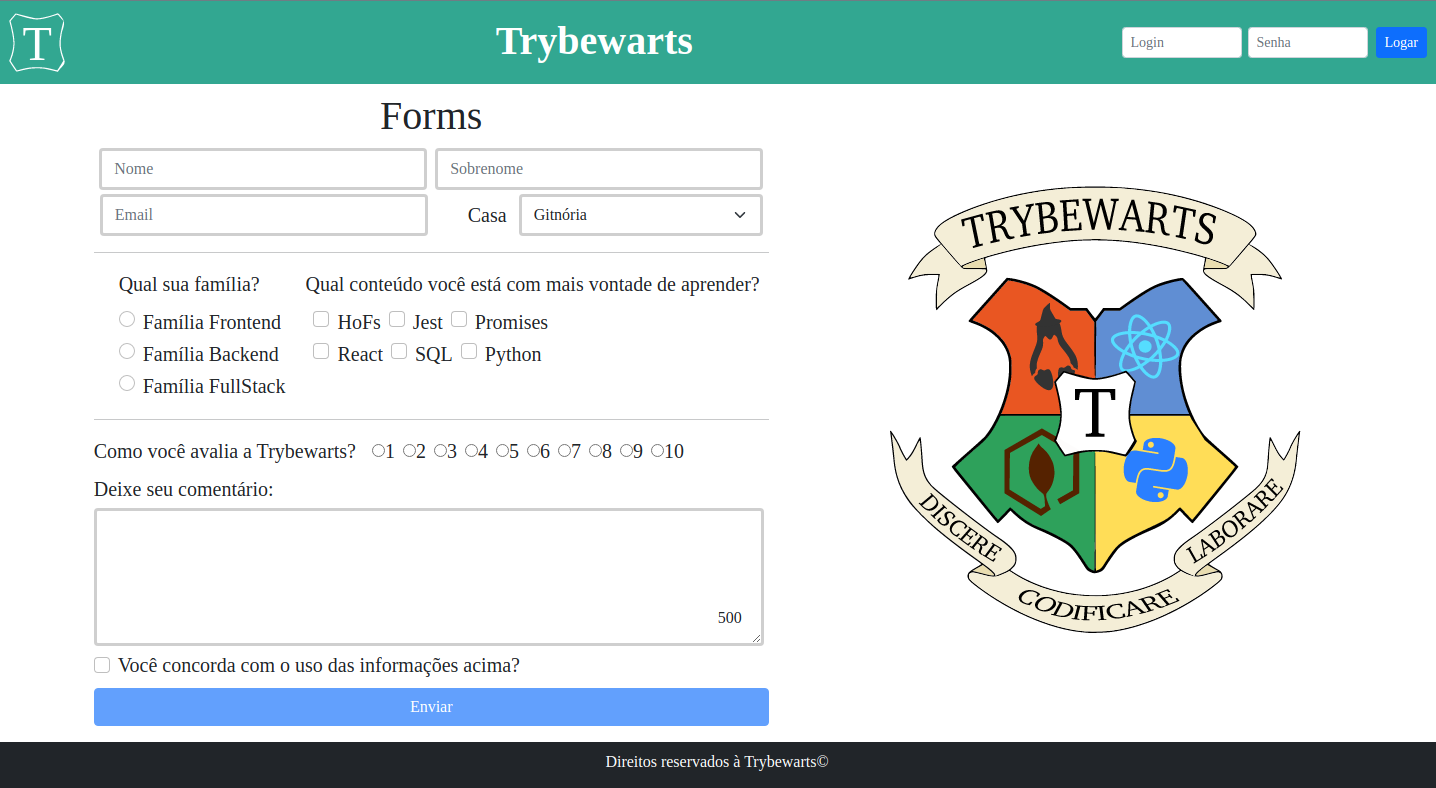 T
Trybewarts
Login
Senha
Logar
Forms
Nome
Sobrenome
Email
Casa
Gitnória
Qual sua família?
Família Frontend
Família Backend
Família FullStack
Qual conteúdo você está com mais vontade de aprender?
HoFs Jest Promises
React SQL Python
Como você avalia a Trybewarts? 1 2 3 4 5 6 7 8 9 10
Deixe seu comentário:
500
Você concorda com o uso das informações acima?
Enviar
TRYBEWARTS
T
DISCERE
CODIFICARE
LABORARE
Direitos reservados à Trybewarts©